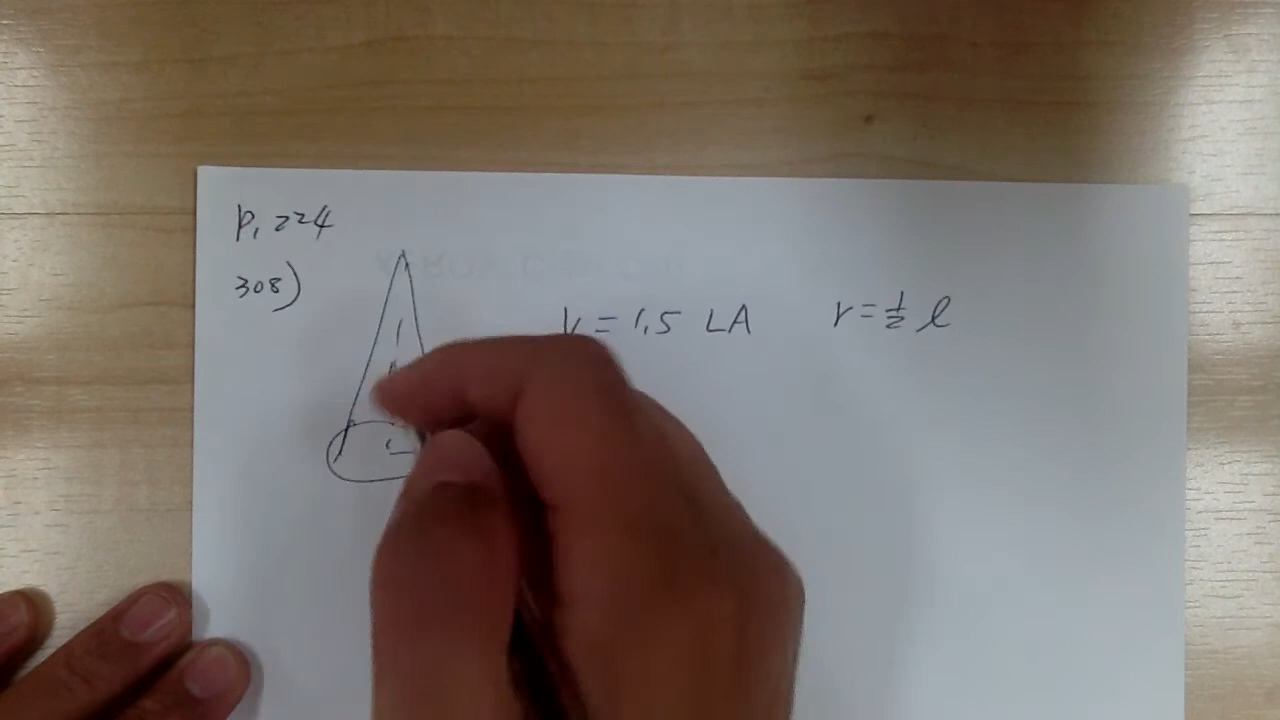 P. 224
308)
V = 1.5 LA r = 1/2 l